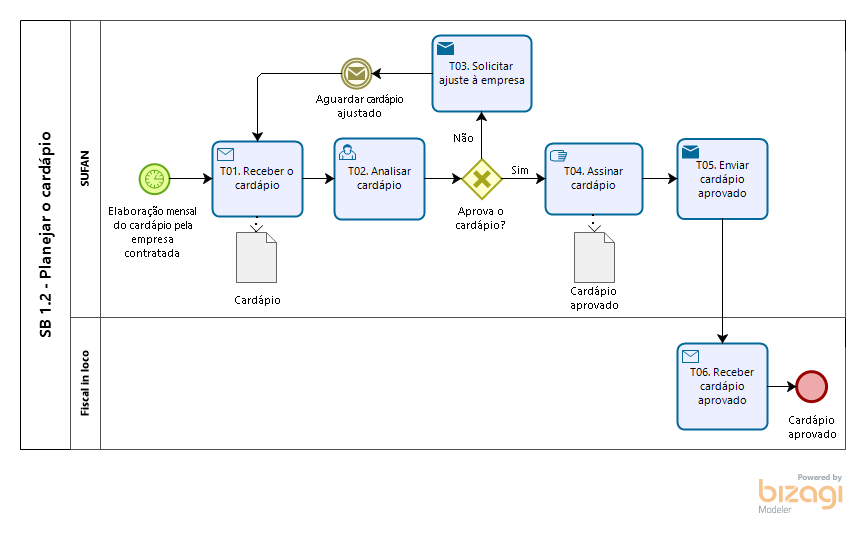 SB 1.2 - Planejar o cardápio
SUFAN
Elaboração mensal
do cardápio pela
empresa
contratada
T01. Receber o
cardápio
Cardápio
T02. Analisar
cardápio
Aprova o
cardápio?
Não
T03. Solicitar
ajuste à empresa
Aguardar cardápio
ajustado
Sim
T04. Assinar
cardápio
Cardápio
aprovado
T05. Enviar
cardápio
aprovado
Fiscal in loco
T06. Receber
cardápio
aprovado
Cardápio
aprovado
Powered by
bizagi
Modeler